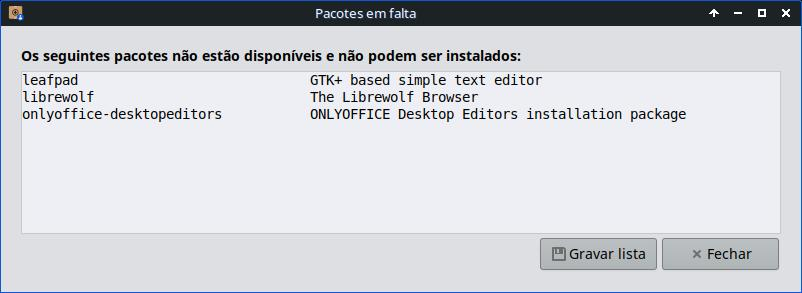 Pacotes em falta
Os seguintes pacotes não estão disponíveis e não podem ser instalados:
leafpad GTK+ based simple text editor
librewolf The Librewolf Browser
onlyoffice-desktopeditors ONLYOFFICE Desktop Editors installation package
Gravar lista Fechar